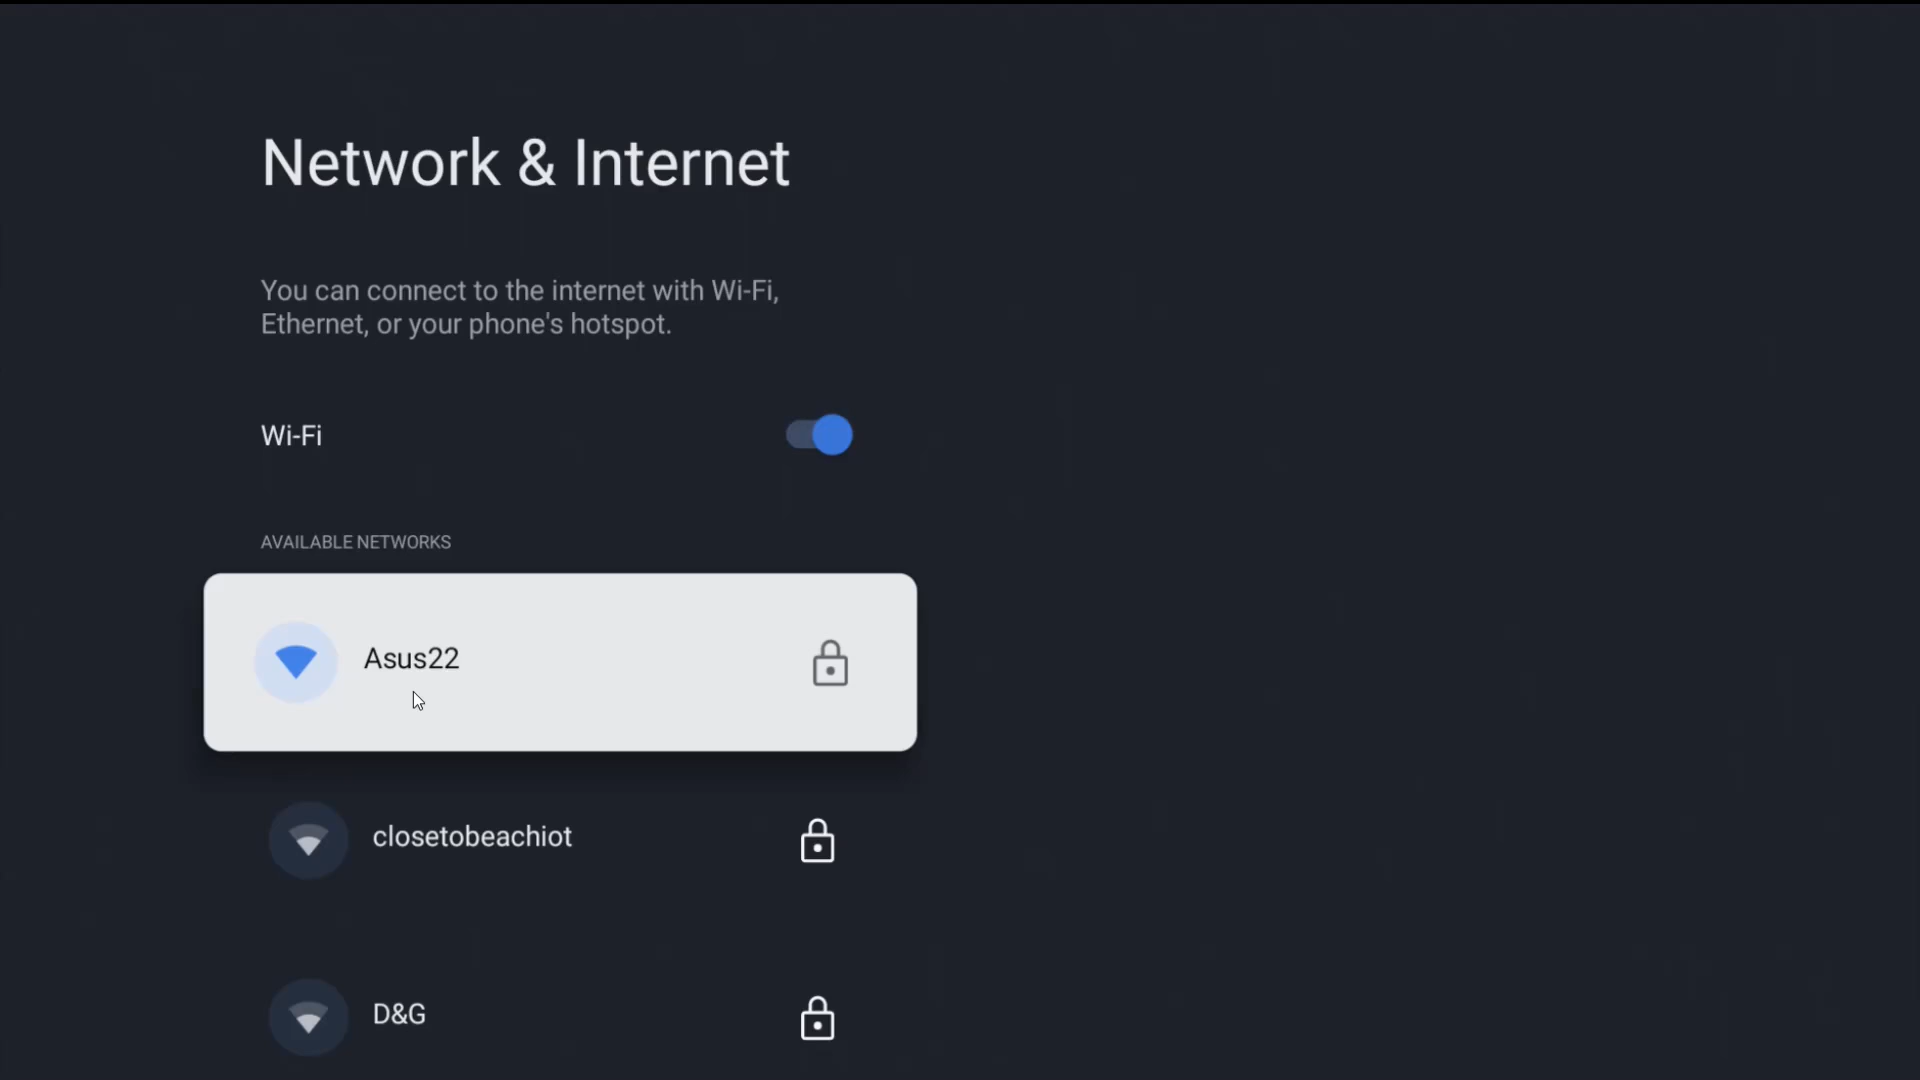 Network & Internet
You can connect to the internet with Wi-Fi,
Ethernet, or your phone's hotspot.
Wi-Fi
AVAILABLE NETWORKS
Asus22
closetobeachiot
D&G